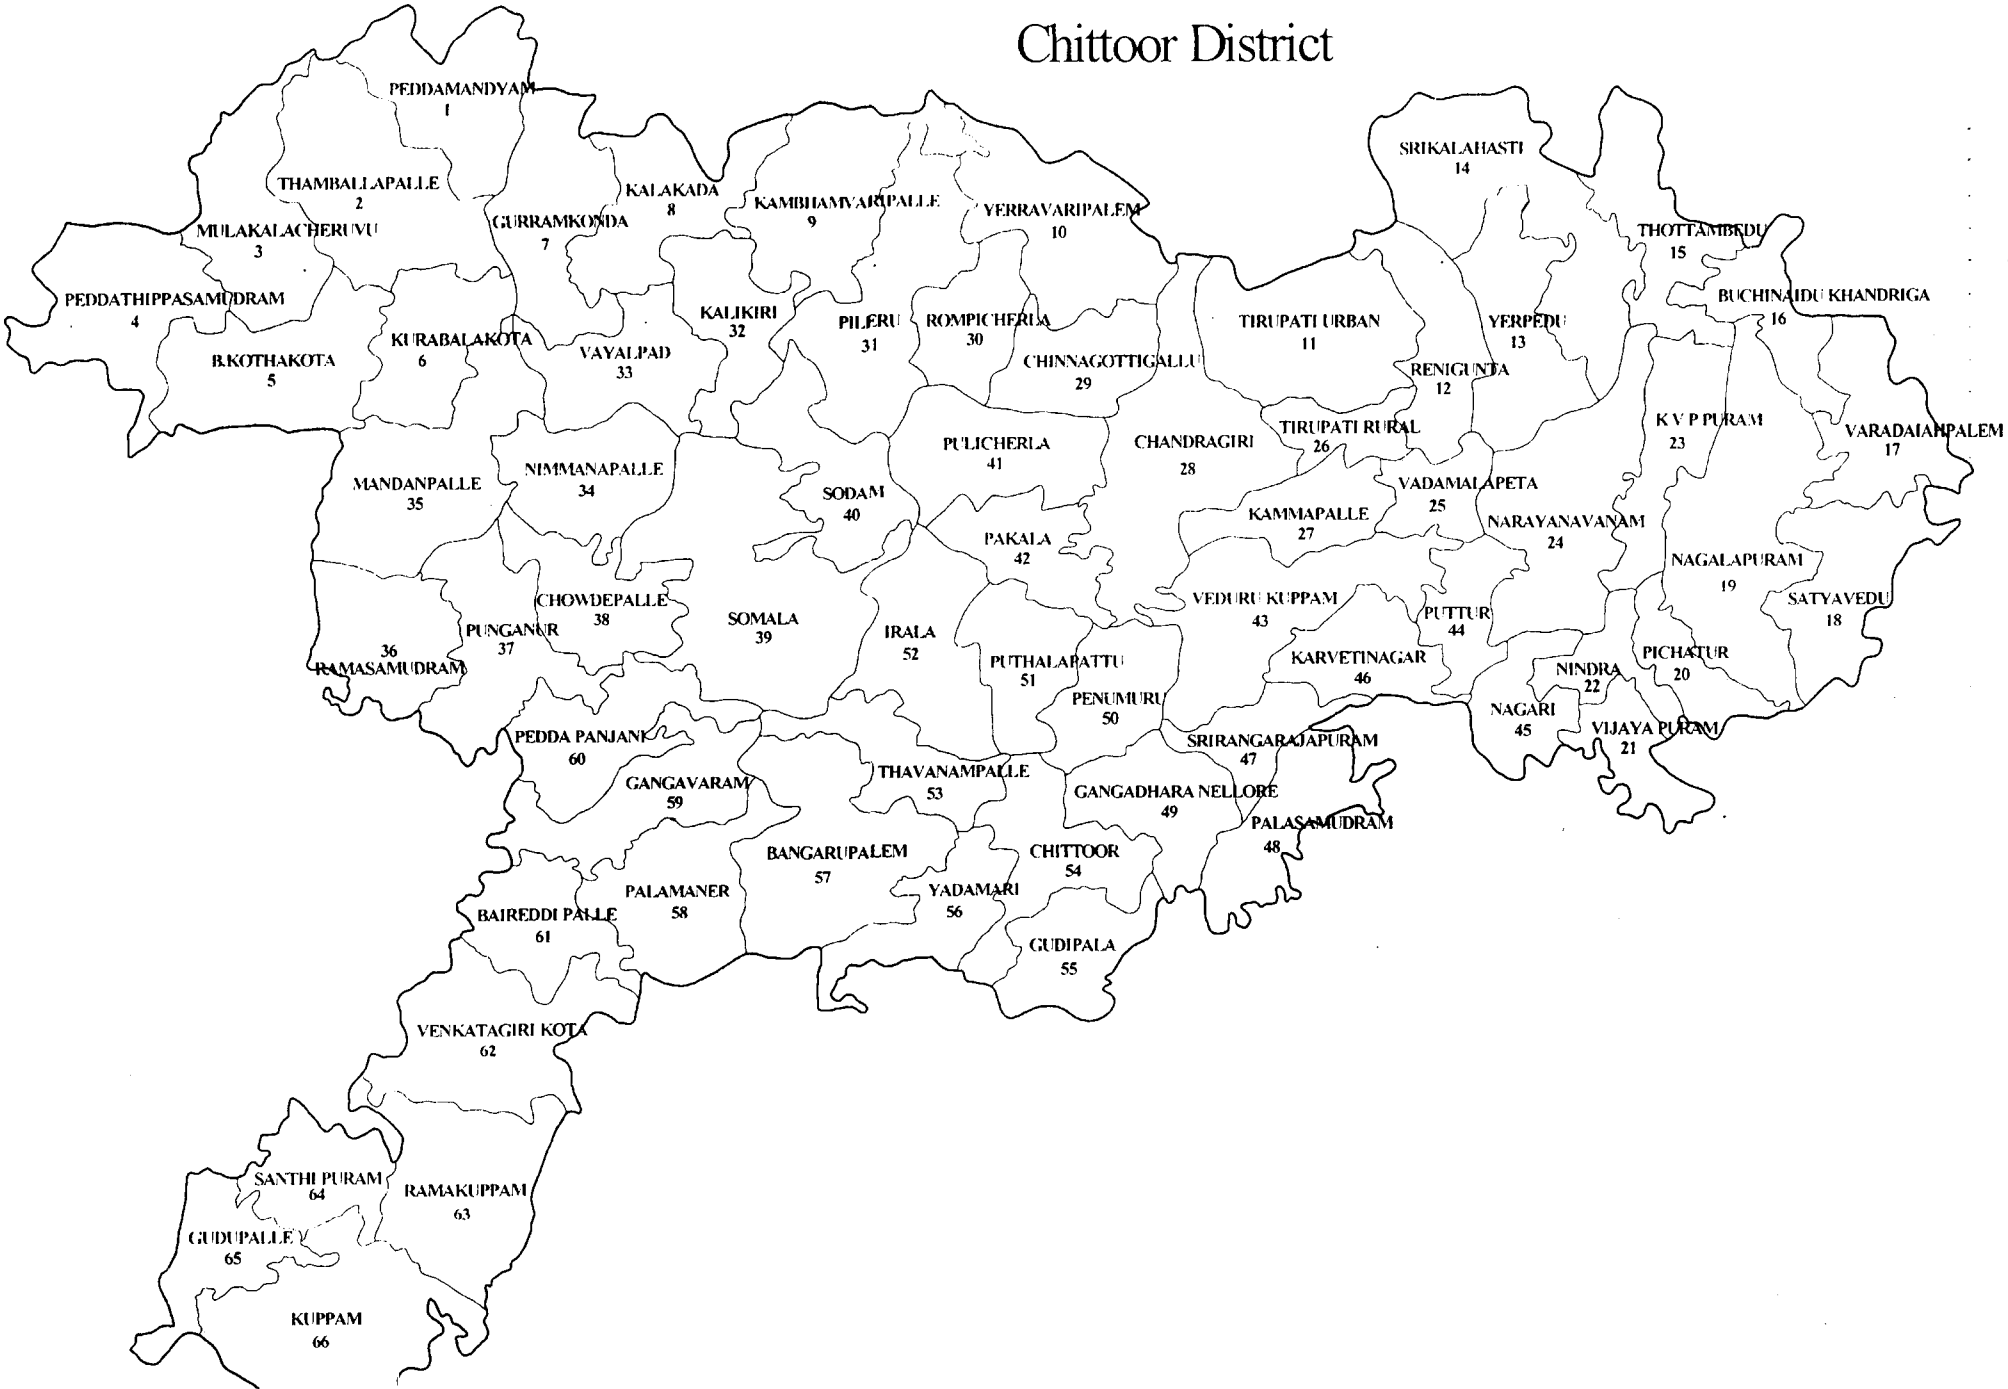 Chittoor District
PEDDAMANDYAM
1
THAMBALLAPALLE
2
MULAKALACHERUVU
3
PEDDATHIPPASAMUDRAM
4
B.KOTHAKOTA
5
KURABALAKOTA
6
GURRAMKONDA
7
KALAKADA
8
KAMBHAMVARIPALLE
9
YERRAVARIPALEM
10
TIRUPATI URBAN
11
RENIGUNTA
12
YERPEDU
13
SRIKALAHASTI
14
THOTTAMBEDU
15
BUCHINAIDU KHANDRIGA
16
VARADAIAHPALEM
17
SATYAVEDU
18
NAGALAPURAM
19
PICHATUR
20
VIJAYA PURAM
21
NINDRA
22
K V P PURAM
23
NARAYANAVANAM
24
VADAMALAPETA
25
TIRUPATI RURAL
26
KAMMAPALLE
27
CHANDRAGIRI
28
CHINNAGOTTIGALLU
29
ROMPICHERLA
30
PILERU
31
KALIKIRI
32
VAYALPAD
33
NIMMANAPALLE
34
MANDANPALLE
35
36
RAMASAMUDRAM
PUNGANUR
37
CHOWDEPALLE
38
SOMALA
39
SODAM
40
PULICHERLA
41
PAKALA
42
VEDURU KUPPAM
43
PUTTUR
44
NAGARI
45
KARVETINAGAR
46
SRIRANGARAJAPURAM
47
PALASAMUDRAM
48
GANGADHARA NELLORE
49
PENUMURU
50
PUTHALAPATTU
51
IRALA
52
THAVANAMPALLE
53
CHITTOOR
54
GUDIPALA
55
YADAMARI
56
BANGARUPALEM
57
PALAMANER
58
GANGAVARAM
59
PEDDA PANJANI
60
BAIREDDI PALLE
61
VENKATAGIRI KOTA
62
RAMAKUPPAM
63
SANTHI PURAM
64
GUDUPALLE
65
KUPPAM
66